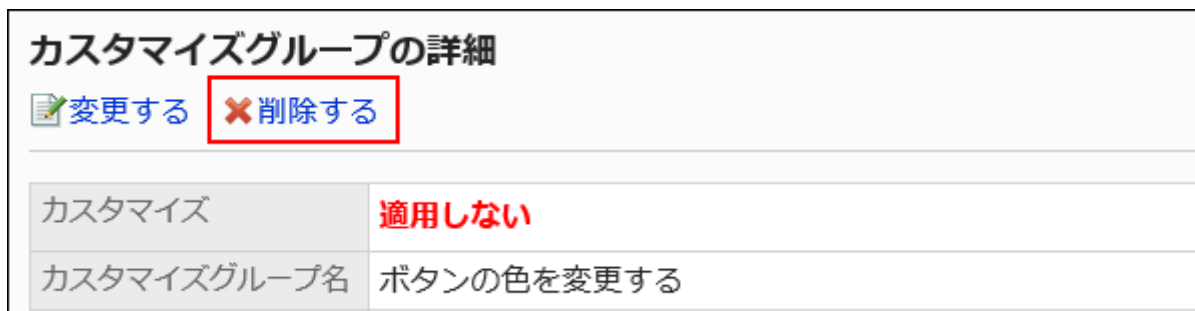 カスタマイズグループの詳細
変更する 削除する
カスタマイズ 適用しない
カスタマイズグループ名 ボタンの色を変更する